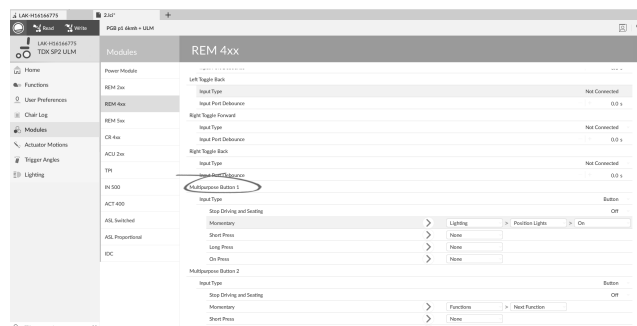 LAK-H16166775
2.lci*
+
Read
Write
PGB p5 6kmh + ULM
LAK-H16166775
TDX SP2 ULM
Modules
REM 4xx
Home
Functions
User Preferences
Chair Log
Modules
Actuator Motions
Trigger Angles
Lighting
Power Module
REM 2xx
REM 4xx
REM 5xx
CR 4xx
ACU 2xx
TPI
IN 500
ACT 400
ASL Switched
ASL Proportional
IDC
Left Toggle Back
Input Type Not Connected
Input Port Debounce 0.0 s
Right Toggle Forward
Input Type Not Connected
Input Port Debounce 0.0 s
Right Toggle Back
Input Type Not Connected
Input Port Debounce 0.0 s
Multipurpose Button 1
Input Type Button
Stop Driving and Seating Off
Momentary > Lighting > Position Lights > On
Short Press > None
Long Press > None
On Press > None
Multipurpose Button 2
Input Type Button
Stop Driving and Seating Off
Momentary > Functions > Next Function
Short Press > None